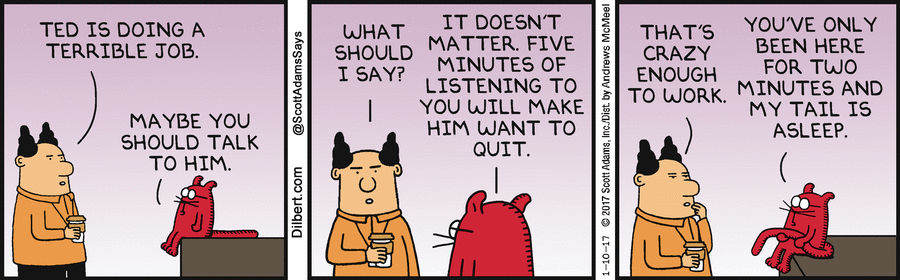 TED IS DOING A
TERRIBLE JOB.
MAYBE YOU
SHOULD TALK
TO HIM.
Dilbert.com @ScottAdamsSays
WHAT
SHOULD
I SAY?
IT DOESN'T
MATTER. FIVE
MINUTES OF
LISTENING TO
YOU WILL MAKE
HIM WANT TO
QUIT.
1-10-17 © 2017 Scott Adams, Inc./Dist. by Andrews McMeel
THAT'S
CRAZY
ENOUGH
TO WORK.
YOU'VE ONLY
BEEN HERE
FOR TWO
MINUTES AND
MY TAIL IS
ASLEEP.